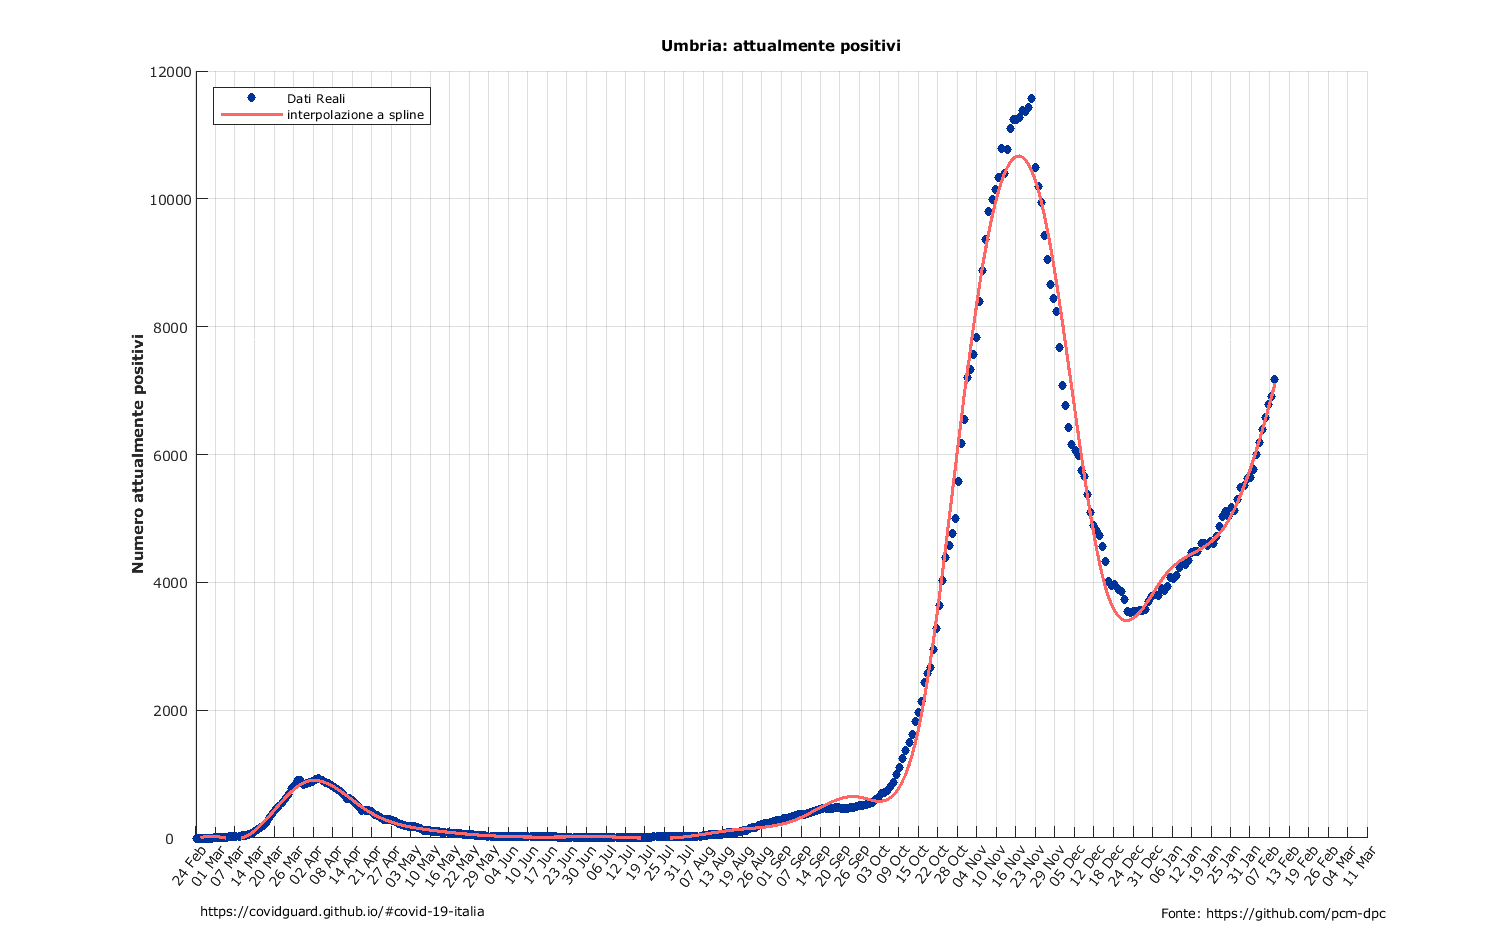 Umbria: attualmente positivi
12000
10000
8000
6000
4000
2000
0
Numero attualmente positivi
Dati Reali
interpolazione a spline
24 Feb
01 Mar
07 Mar
14 Mar
20 Mar
26 Mar
02 Apr
08 Apr
14 Apr
21 Apr
27 Apr
03 May
10 May
16 May
22 May
29 May
04 Jun
10 Jun
17 Jun
23 Jun
30 Jun
06 Jul
12 Jul
19 Jul
25 Jul
31 Jul
07 Aug
13 Aug
19 Aug
26 Aug
01 Sep
07 Sep
14 Sep
20 Sep
26 Sep
03 Oct
09 Oct
15 Oct
22 Oct
28 Oct
04 Nov
10 Nov
16 Nov
23 Nov
29 Nov
05 Dec
12 Dec
18 Dec
24 Dec
31 Dec
06 Jan
12 Jan
19 Jan
25 Jan
31 Jan
07 Feb
13 Feb
19 Feb
26 Feb
04 Mar
11 Mar
https://covidguard.github.io/#covid-19-italia
Fonte: https://github.com/pcm-dpc